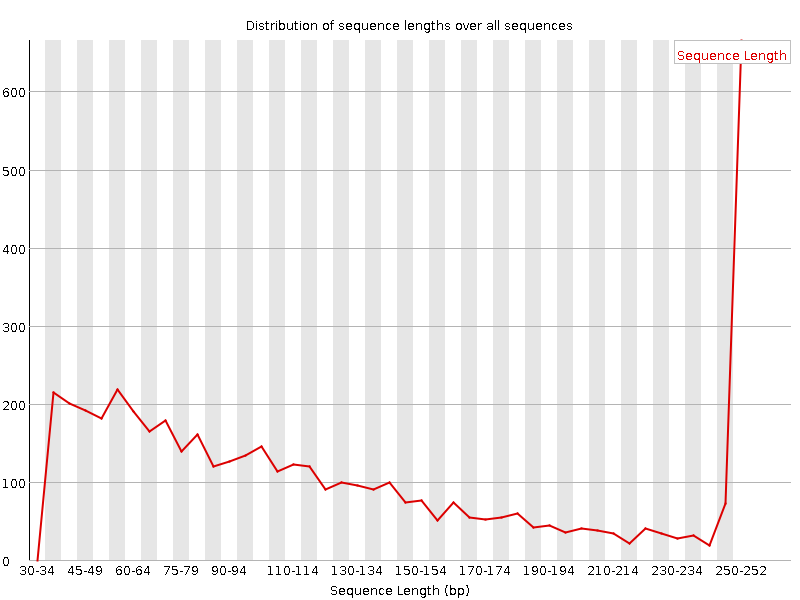 Distribution of sequence lengths over all sequences
Sequence Length
600
500
400
300
200
100
0
30-34 45-49 60-64 75-79 90-94 110-114 130-134 150-154 170-174 190-194 210-214 230-234 250-252
Sequence Length (bp)